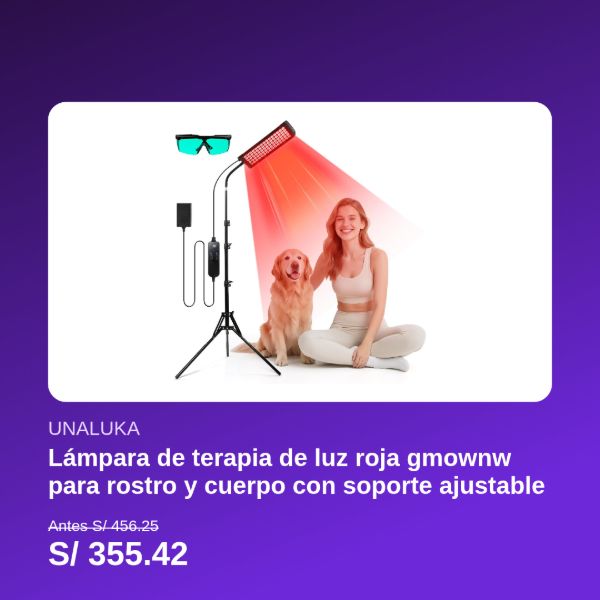 UNALUKA
Lámpara de terapia de luz roja gmownw
para rostro y cuerpo con soporte ajustable
Antes S/ 456.25
S/ 355.42